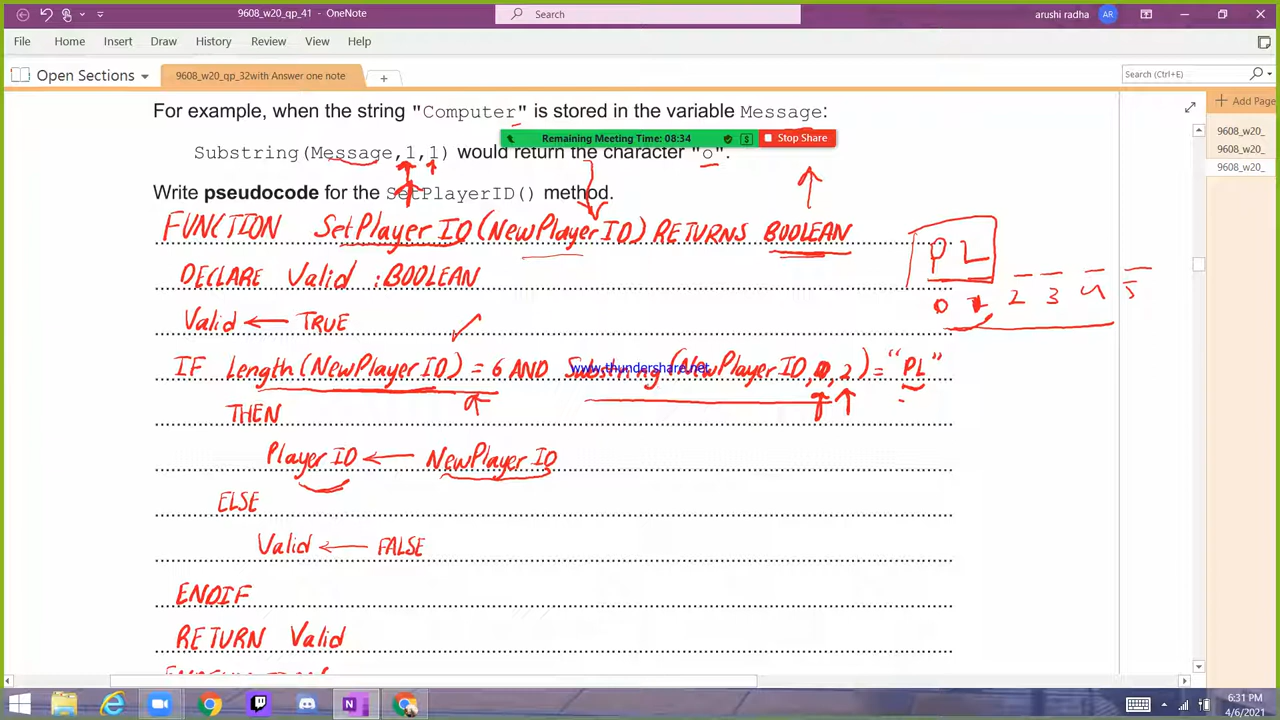 9608_w20_qp_41 - OneNote
Search
arushi radha
AR
File Home Insert Draw History Review View Help
Open Sections
9608_w20_qp_32with Answer one note
+
Search (Ctrl+E)
Add Page
9608_w20_
9608_w20_
9608_w20_
For example, when the string "Computer" is stored in the variable Message:
Remaining Meeting Time: 08:34
Stop Share
Substring(Message,1,1) would return the character "o".
Write pseudocode for the SetPlayerID() method.
FUNCTION SetPlayerID(NewPlayerID) RETURNS BOOLEAN
PL
0 1 2 3 4 5
DECLARE Valid : BOOLEAN
Valid ← TRUE
IF Length(NewPlayerID) = 6 AND Substring(NewPlayerID,0,2) = "PL"
www.thundershare.net
THEN
PlayerID ← NewPlayerID
ELSE
Valid ← FALSE
ENDIF
RETURN Valid
6:31 PM
4/6/2021